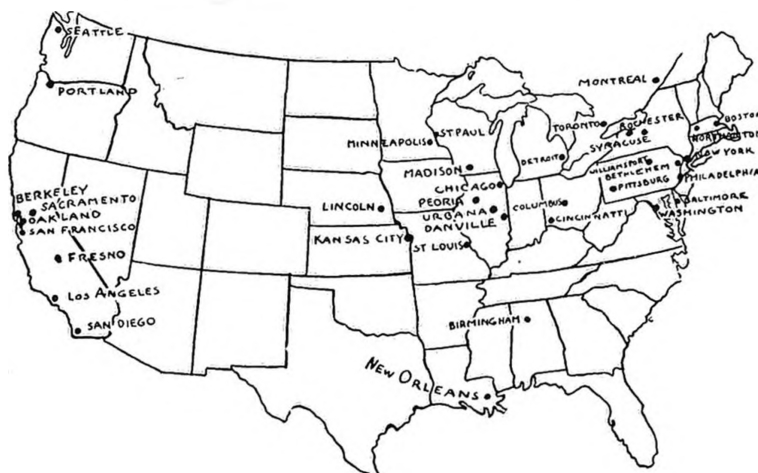 SEATTLE
PORTLAND
MONTREAL
BOSTON
ROCHESTER
TORONTO
NORTHAMPTON
SYRACUSE
ST PAUL
MINNEAPOLIS
NEW YORK
WILLIAMSPORT
DETROIT
MADISON
BETHLEHEM
PHILADELPHIA
CHICAGO
PITTSBURG
BERKELEY
SACRAMENTO
PEORIA
BALTIMORE
LINCOLN
COLUMBUS
URBANA
WASHINGTON
OAKLAND
CINCINNATTI
DANVILLE
SAN FRANCISCO
KANSAS CITY
ST LOUIS
FRESNO
LOS ANGELES
BIRMINGHAM
SAN DIEGO
NEW ORLEANS